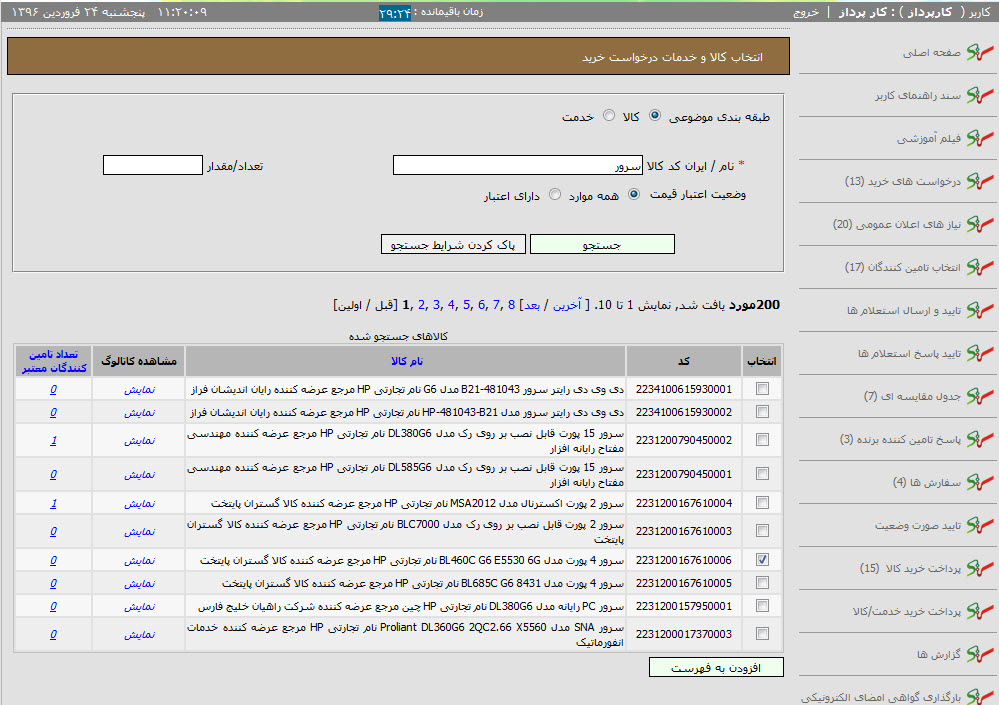 کاربر ( کارپرداز ) : کار پرداز | خروج
زمان باقیمانده : ۲۹:۲۴
۱۱:۲۰:۰۹ پنجشنبه ۲۴ فروردین ۱۳۹۶
صفحه اصلی
سند راهنمای کاربر
فیلم آموزشی
درخواست های خرید (13)
نیاز های اعلان عمومی (20)
انتخاب تامین کنندگان (17)
تایید و ارسال استعلام ها
تایید پاسخ استعلام ها
جدول مقایسه ای (7)
پاسخ تامین کننده برنده (3)
سفارش ها (4)
تایید صورت وضعیت
پرداخت خرید کالا (15)
پرداخت خرید خدمت/کالا
گزارش ها
بارگذاری گواهی امضای الکترونیکی
انتخاب کالا و خدمات درخواست خرید
طبقه بندی موضوعی کالا خدمت
* نام / ایران کد کالا سرور تعداد/مقدار
وضعیت اعتبار قیمت همه موارد دارای اعتبار
جستجو پاک کردن شرایط جستجو
200مورد یافت شد, نمایش 1 تا 10. [ آخرین / بعد] 8 ,7 ,6 ,5 ,4 ,3 ,2 ,1 [قبل / اولین]
کالاهای جستجو شده
انتخاب کد نام کالا مشاهده کاتالوگ تعداد تامین کنندگان معتبر
2234100615930001 دی وی دی رایتر سرور B21-481043 مدل G6 نام تجارتی HP مرجع عرضه کننده رایان اندیشان فراز نمایش 0
2234100615930002 دی وی دی رایتر سرور مدل HP-481043-B21 نام تجارتی HP مرجع عرضه کننده رایان اندیشان فراز نمایش 0
2231200790450002 سرور 15 پورت قابل نصب بر روی رک مدل DL380G6 نام تجارتی HP مرجع عرضه کننده مهندسی مفتاح رایانه افزار نمایش 1
2231200790450001 سرور 15 پورت قابل نصب بر روی رک مدل DL585G6 نام تجارتی HP مرجع عرضه کننده مهندسی مفتاح رایانه افزار نمایش 0
2231200167610004 سرور 2 پورت اکسترنال مدل MSA2012 نام تجارتی HP مرجع عرضه کننده کالا گستران پایتخت نمایش 1
2231200167610003 سرور 2 پورت قابل نصب بر روی رک مدل BLC7000 نام تجارتی HP مرجع عرضه کننده کالا گستران پایتخت نمایش 0
2231200167610006 سرور 4 پورت مدل BL460C G6 E5530 6G نام تجارتی HP مرجع عرضه کننده کالا گستران پایتخت نمایش 0
2231200167610005 سرور 4 پورت مدل BL685C G6 8431 نام تجارتی HP مرجع عرضه کننده کالا گستران پایتخت نمایش 0
2231200157950001 سرور PC رایانه مدل DL380G6 نام تجارتی HP چین مرجع عرضه کننده شرکت راهیان خلیج فارس نمایش 0
2231200017370003 سرور SNA مدل Proliant DL360G6 2QC2.66 X5560 نام تجارتی HP مرجع عرضه کننده خدمات انفورماتیک نمایش 0
افزودن به فهرست